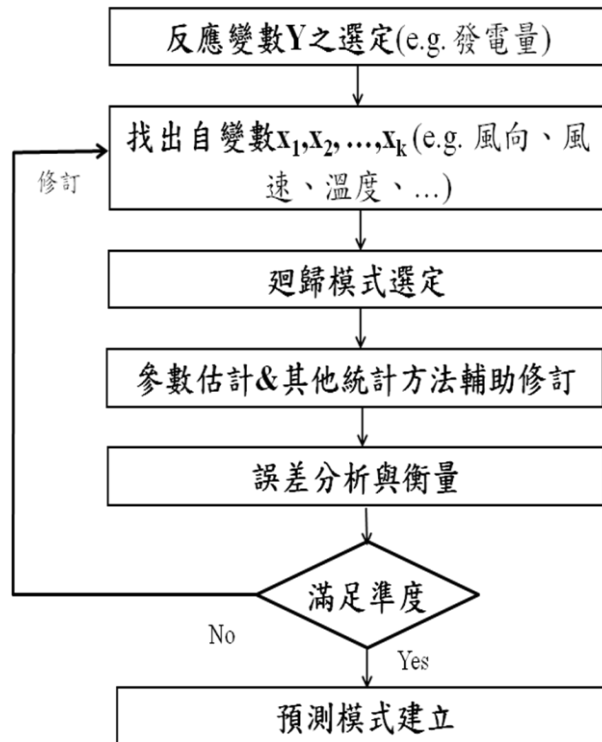 反應變數Y之選定(e.g. 發電量)
找出自變數x₁,x₂,…,xₖ (e.g. 風向、風
速、溫度、…)
修訂
廻歸模式選定
參數估計&其他統計方法輔助修訂
誤差分析與衡量
滿足準度
No
Yes
預測模式建立